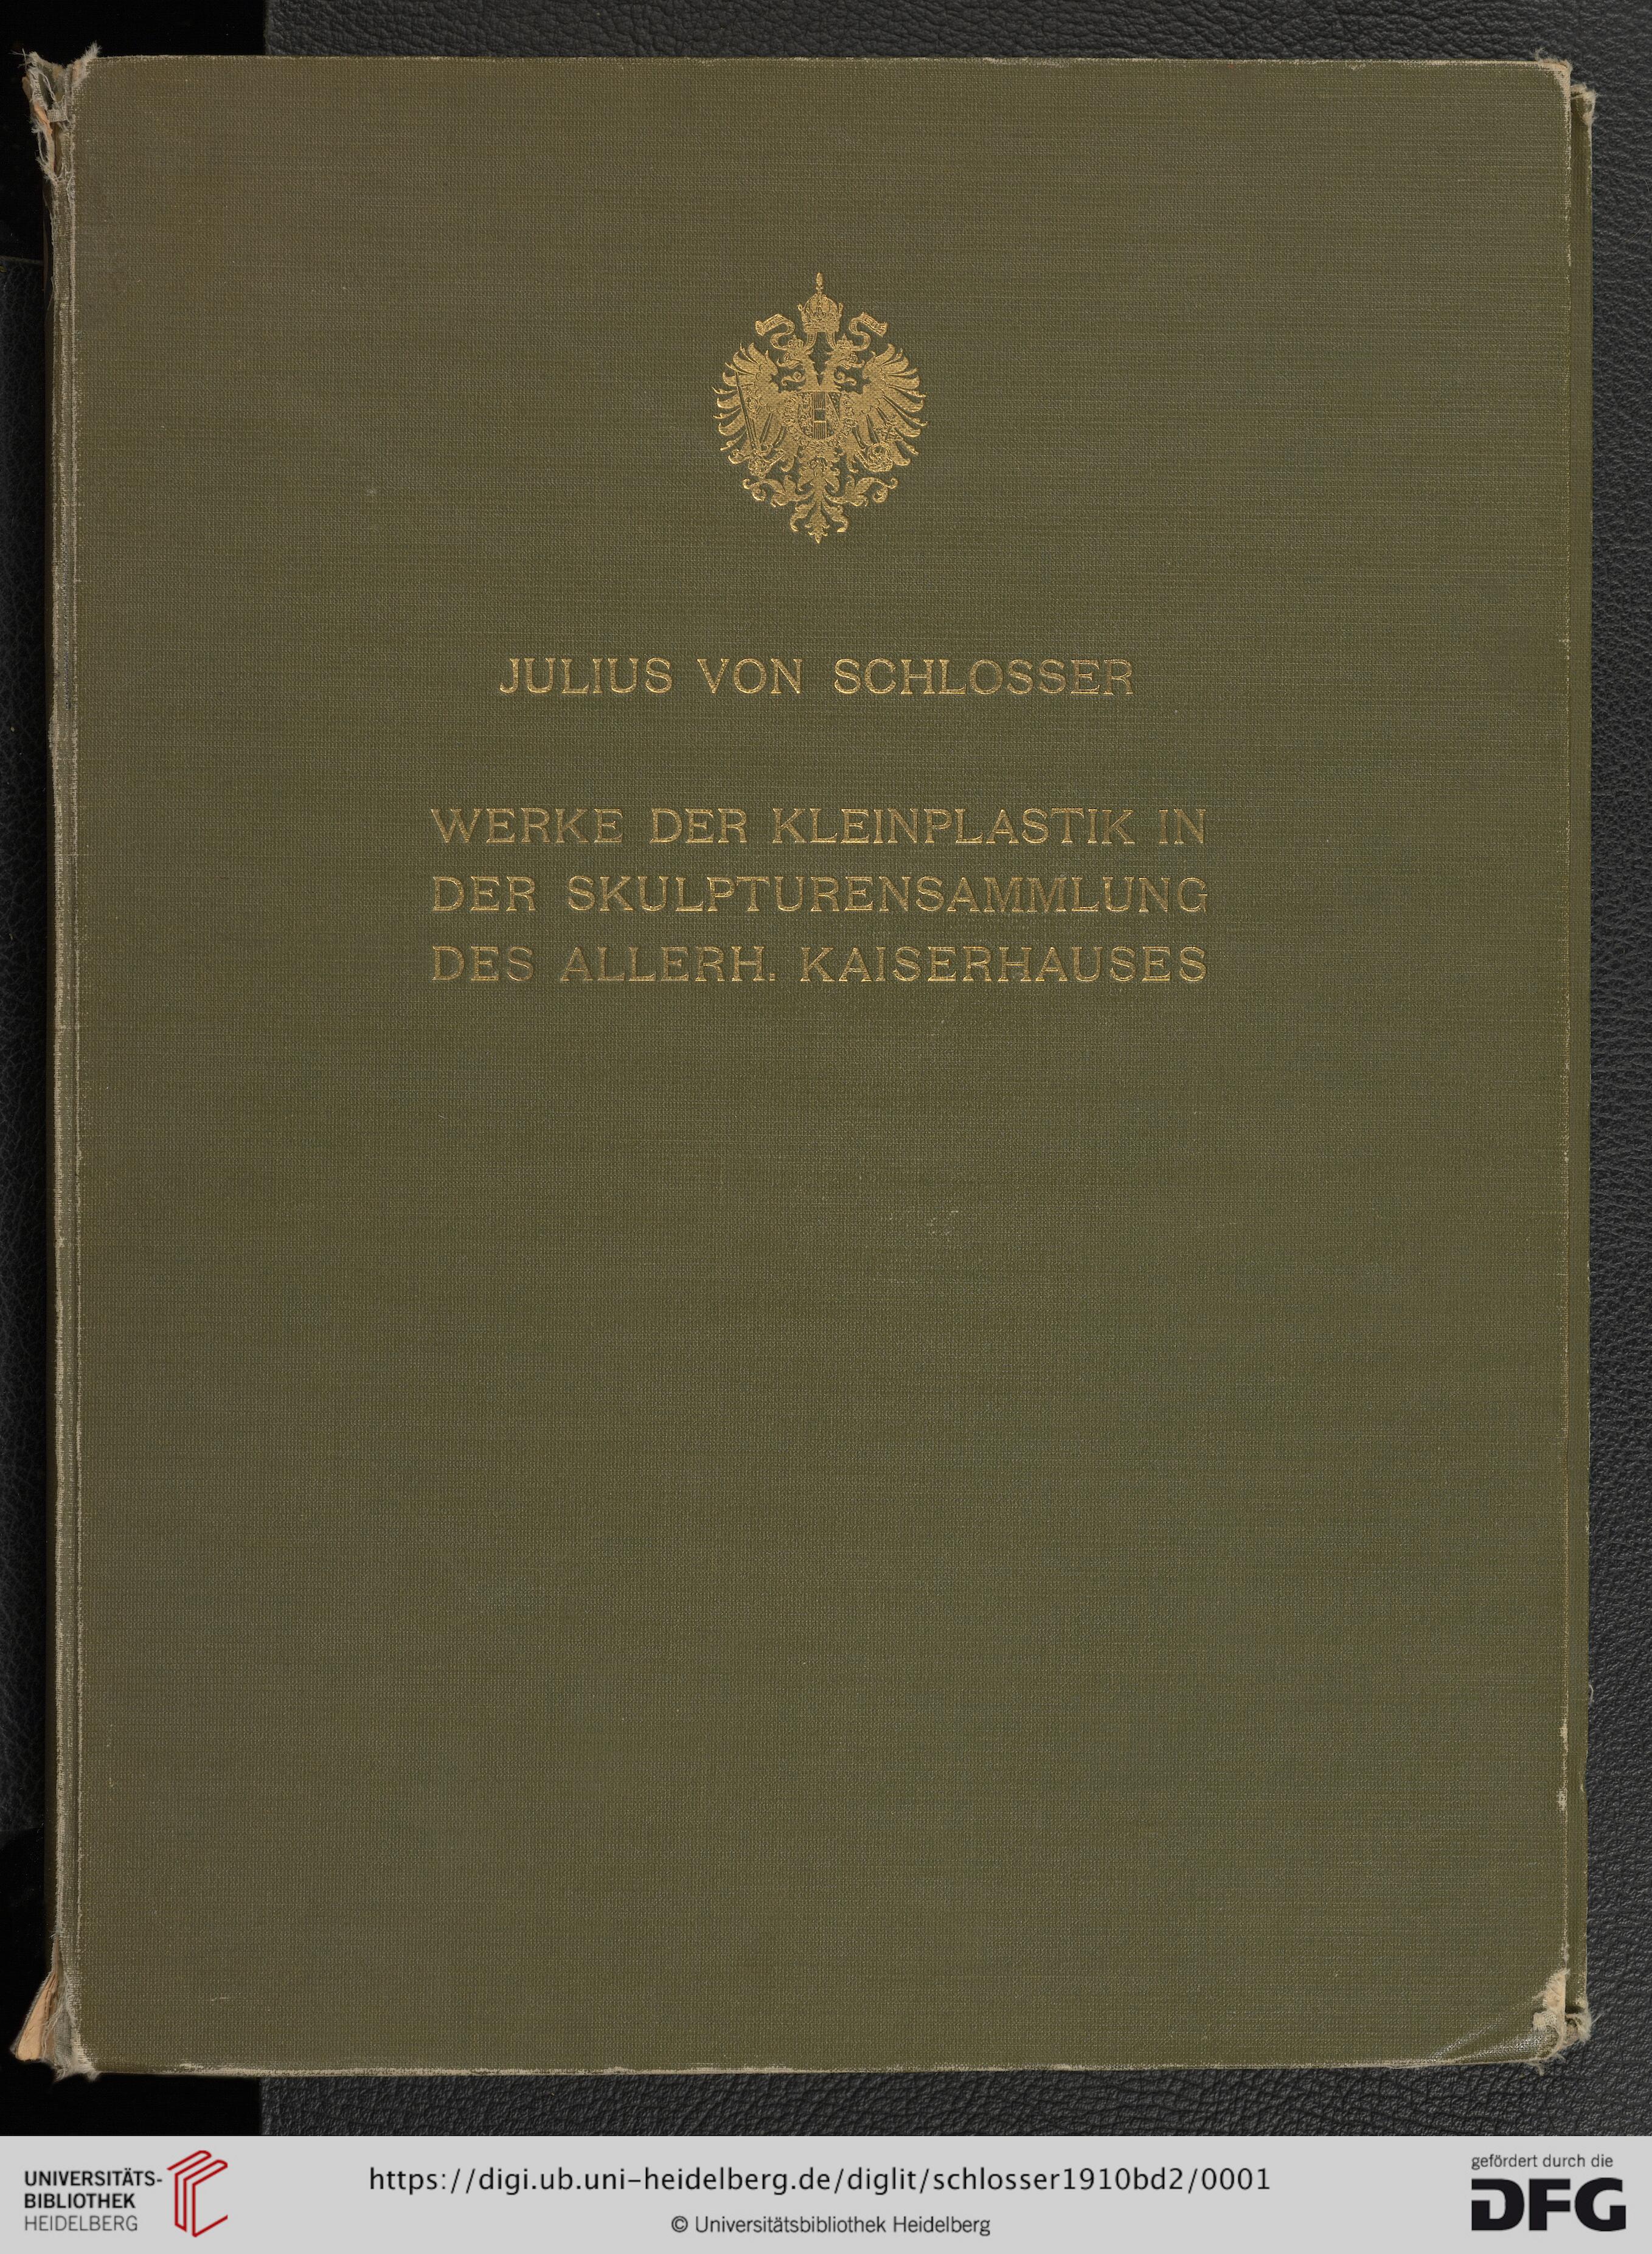 JULIUS VON SCHLOSSER
WERKE DER KLEINPLASTIK IN
DER SKULPTURENSAMMLUNG
DES ALLERH. KAISERHAUSES
UNIVERSITÄTS-
BIBLIOTHEK
HEIDELBERG
https://digi.ub.uni-heidelberg.de/diglit/schlosser1910bd2/0001
© Universitätsbibliothek Heidelberg
gefördert durch die
DFG